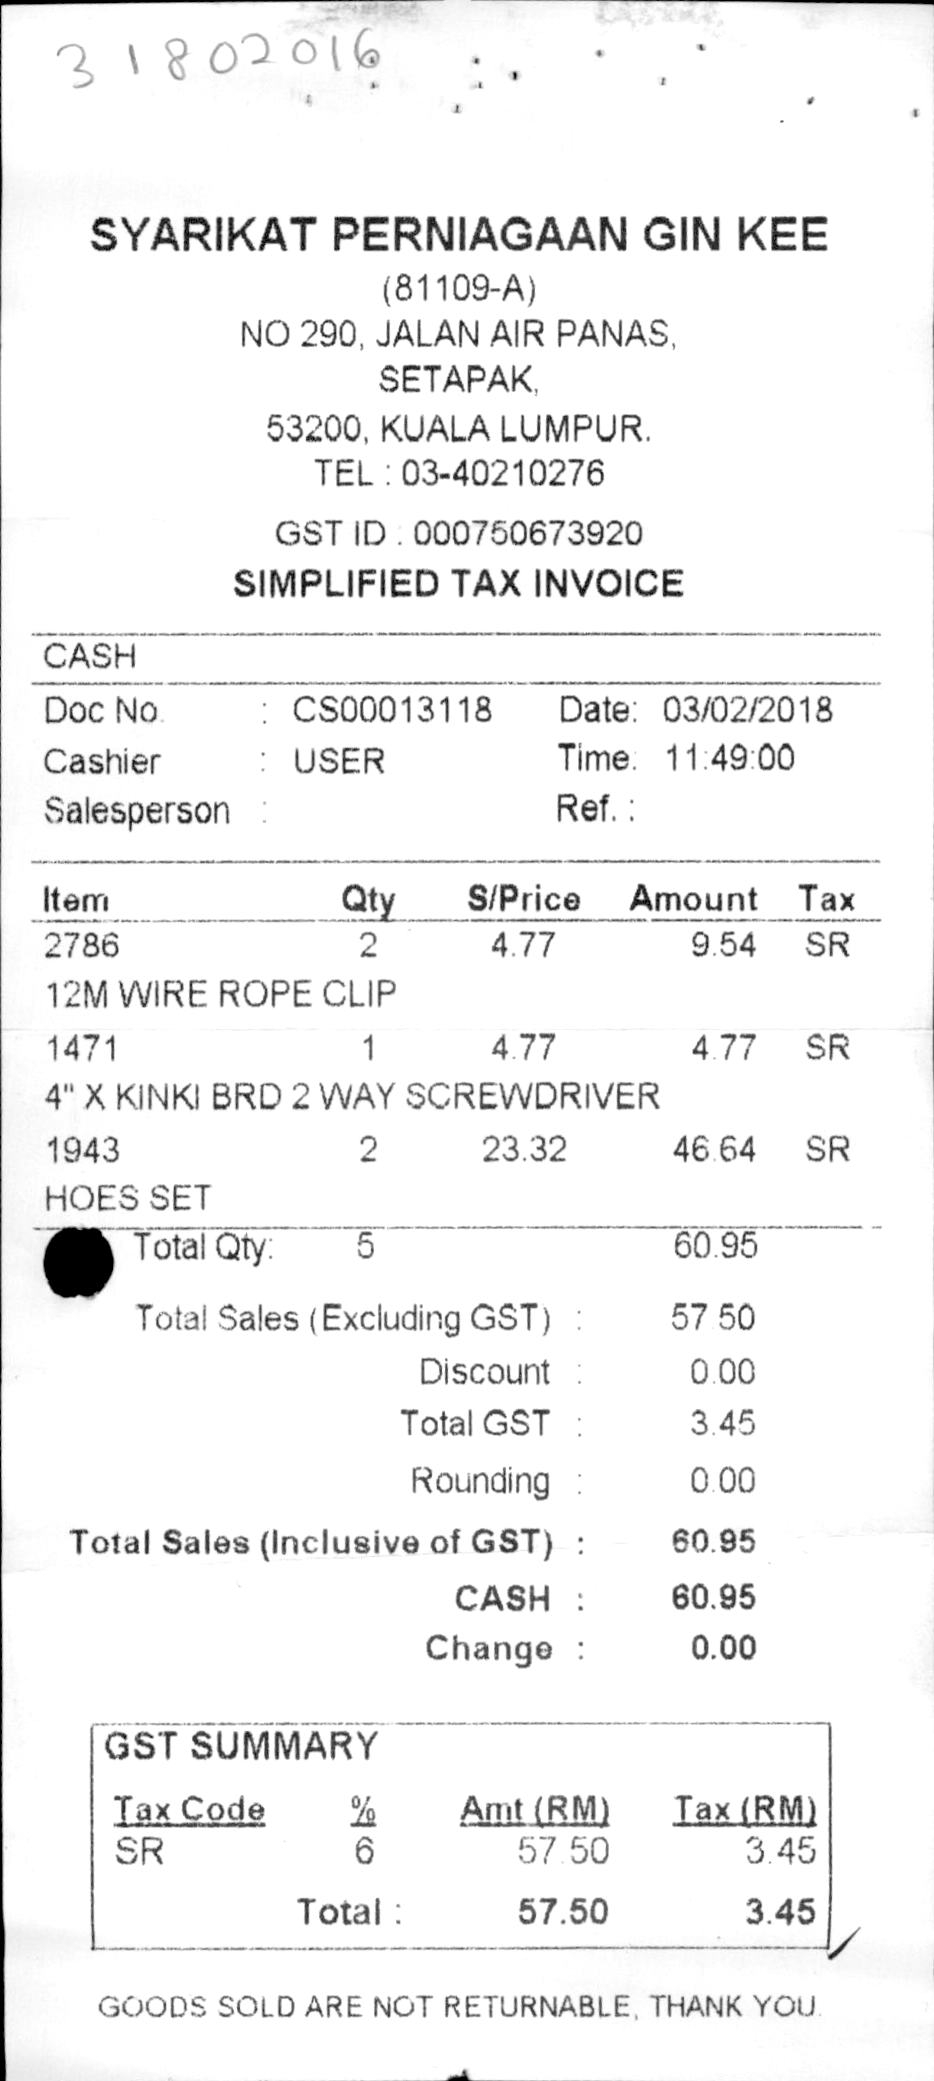 31802016
SYARIKAT PERNIAGAAN GIN KEE
(81109-A)
NO 290, JALAN AIR PANAS,
SETAPAK,
53200, KUALA LUMPUR.
TEL : 03-40210276
GST ID : 000750673920
SIMPLIFIED TAX INVOICE
CASH
Doc No. : CS00013118 Date: 03/02/2018
Cashier : USER Time: 11:49:00
Salesperson : Ref. :
Item Qty S/Price Amount Tax
2786 2 4.77 9.54 SR
12M WIRE ROPE CLIP
1471 1 4.77 4.77 SR
4" X KINKI BRD 2 WAY SCREWDRIVER
1943 2 23.32 46.64 SR
HOES SET
Total Qty: 5 60.95
Total Sales (Excluding GST) : 57.50
Discount : 0.00
Total GST : 3.45
Rounding : 0.00
Total Sales (Inclusive of GST) : 60.95
CASH : 60.95
Change : 0.00
GST SUMMARY
Tax Code % Amt (RM) Tax (RM)
SR 6 57.50 3.45
Total : 57.50 3.45
GOODS SOLD ARE NOT RETURNABLE, THANK YOU.